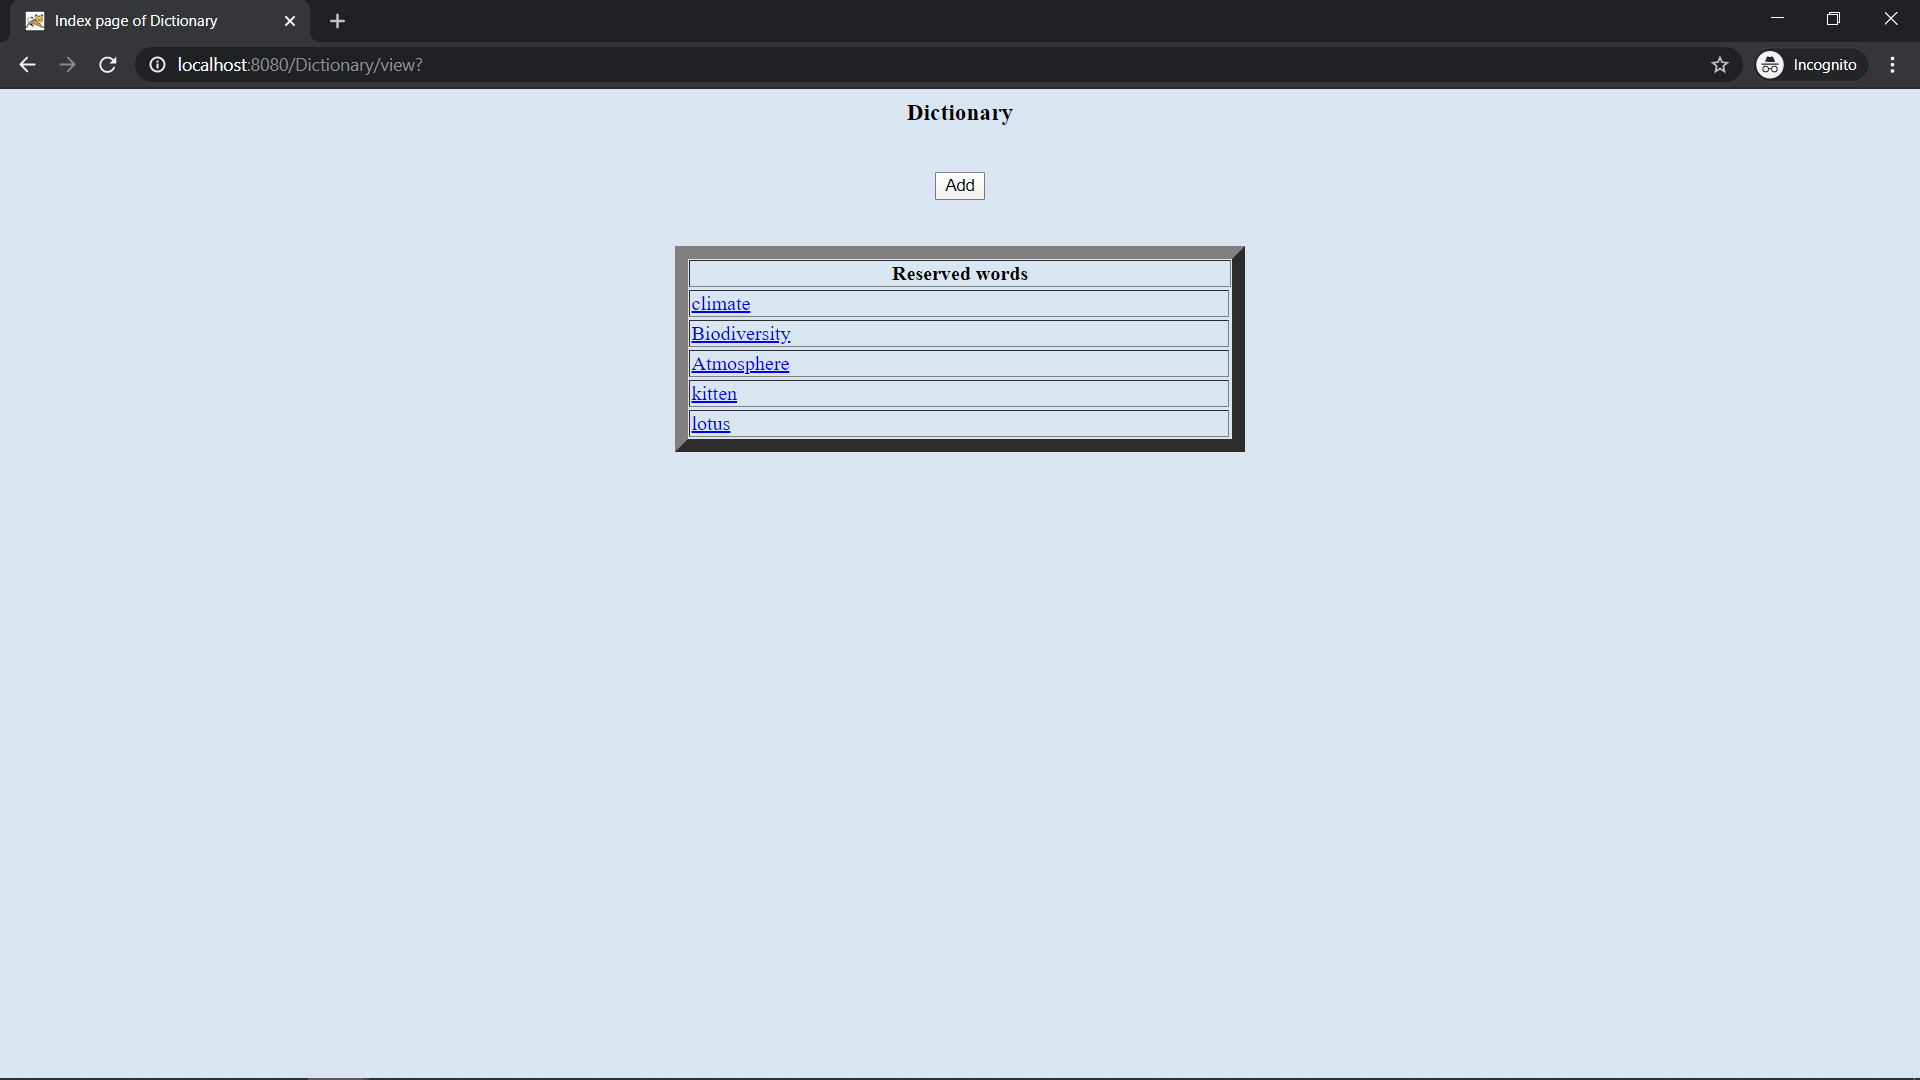 Index page of Dictionary
localhost:8080/Dictionary/view?
Incognito
Dictionary
Add
Reserved words
climate
Biodiversity
Atmosphere
kitten
lotus